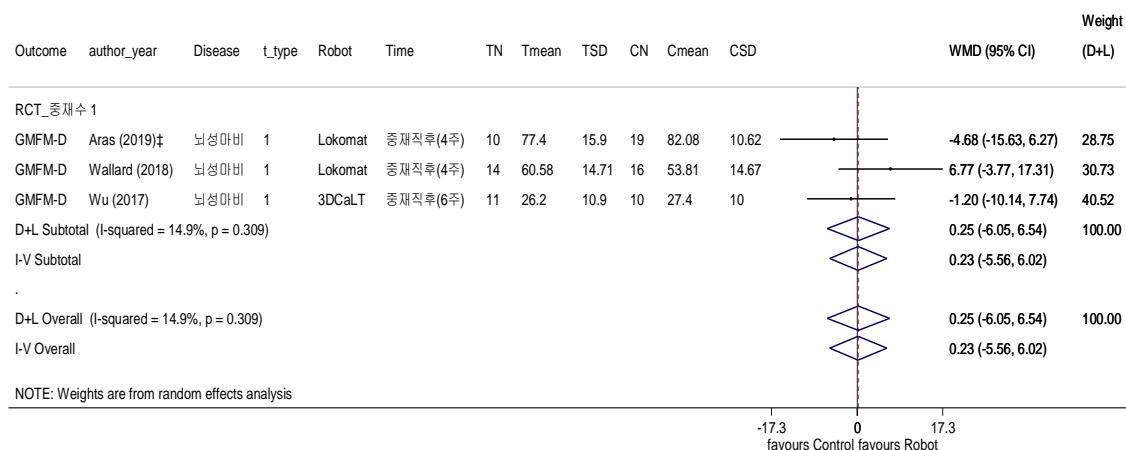 Weight
Outcome author_year Disease t_type Robot Time TN Tmean TSD CN Cmean CSD WMD (95% CI) (D+L)
RCT_중재수 1
GMFM-D Aras (2019)‡ 뇌성마비 1 Lokomat 중재직후(4주) 10 77.4 15.9 19 82.08 10.62 -4.68 (-15.63, 6.27) 28.75
GMFM-D Wallard (2018) 뇌성마비 1 Lokomat 중재직후(4주) 14 60.58 14.71 16 53.81 14.67 6.77 (-3.77, 17.31) 30.73
GMFM-D Wu (2017) 뇌성마비 1 3DCaLT 중재직후(6주) 11 26.2 10.9 10 27.4 10 -1.20 (-10.14, 7.74) 40.52
D+L Subtotal (I-squared = 14.9%, p = 0.309) 0.25 (-6.05, 6.54) 100.00
I-V Subtotal 0.23 (-5.56, 6.02)
.
D+L Overall (I-squared = 14.9%, p = 0.309) 0.25 (-6.05, 6.54) 100.00
I-V Overall 0.23 (-5.56, 6.02)
NOTE: Weights are from random effects analysis
-17.3 0 17.3
favours Control favours Robot